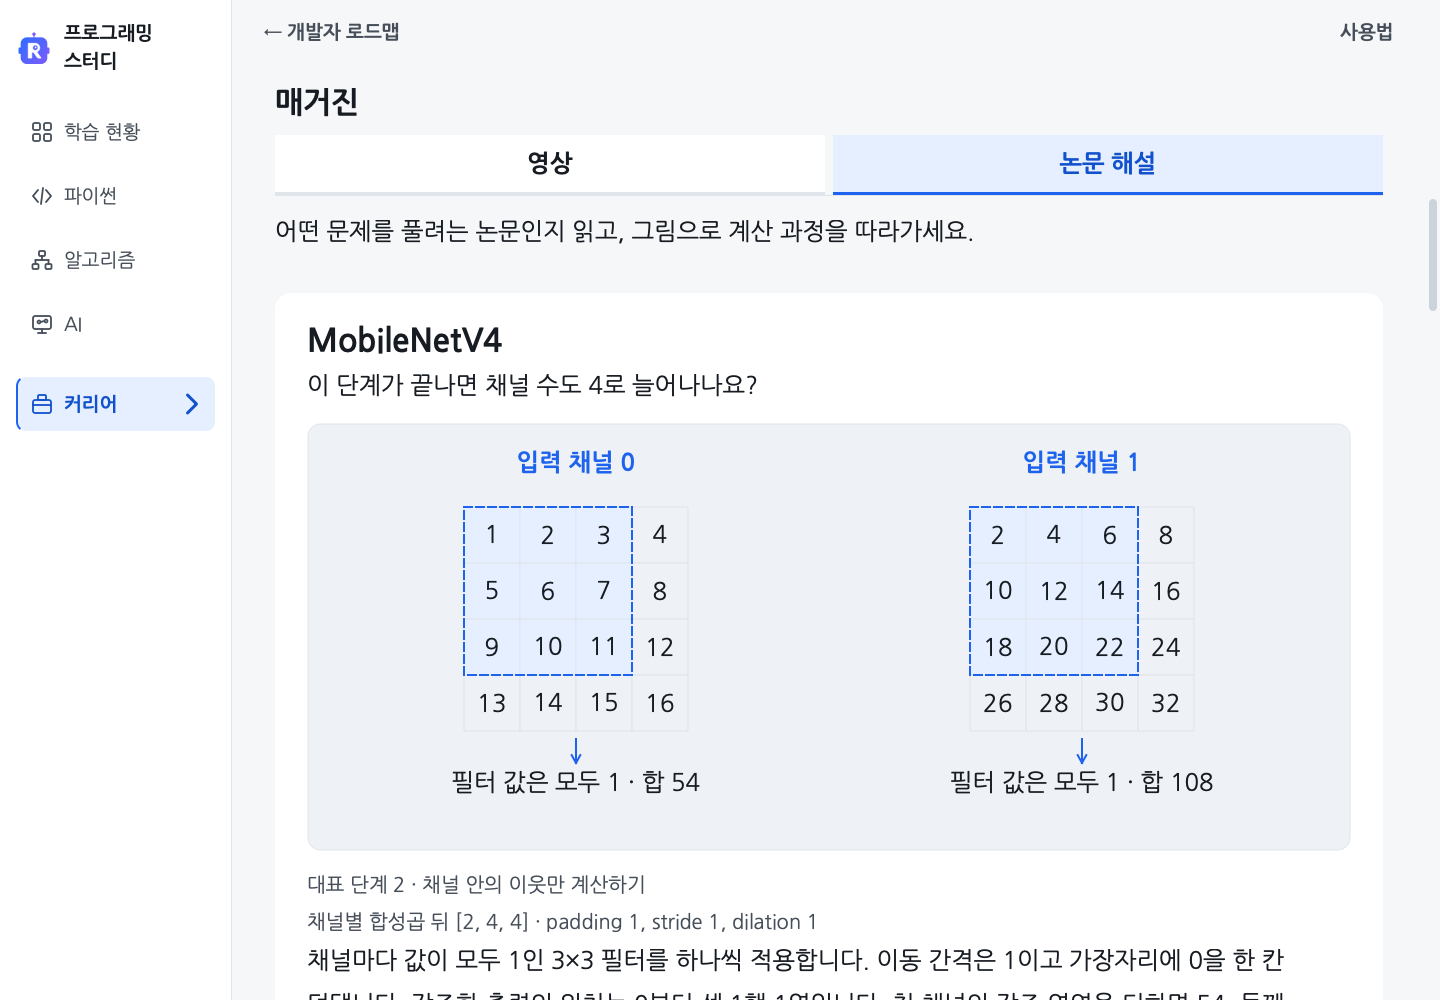 프로그래밍
스터디
학습 현황
파이썬
알고리즘
AI
커리어
← 개발자 로드맵
사용법
매거진
영상
논문 해설
어떤 문제를 풀려는 논문인지 읽고, 그림으로 계산 과정을 따라가세요.
MobileNetV4
이 단계가 끝나면 채널 수도 4로 늘어나나요?
입력 채널 0
1 2 3 4
5 6 7 8
9 10 11 12
13 14 15 16
필터 값은 모두 1 · 합 54
입력 채널 1
2 4 6 8
10 12 14 16
18 20 22 24
26 28 30 32
필터 값은 모두 1 · 합 108
대표 단계 2 · 채널 안의 이웃만 계산하기
채널별 합성곱 뒤 [2, 4, 4] · padding 1, stride 1, dilation 1
채널마다 값이 모두 1인 3×3 필터를 하나씩 적용합니다. 이동 간격은 1이고 가장자리에 0을 한 칸